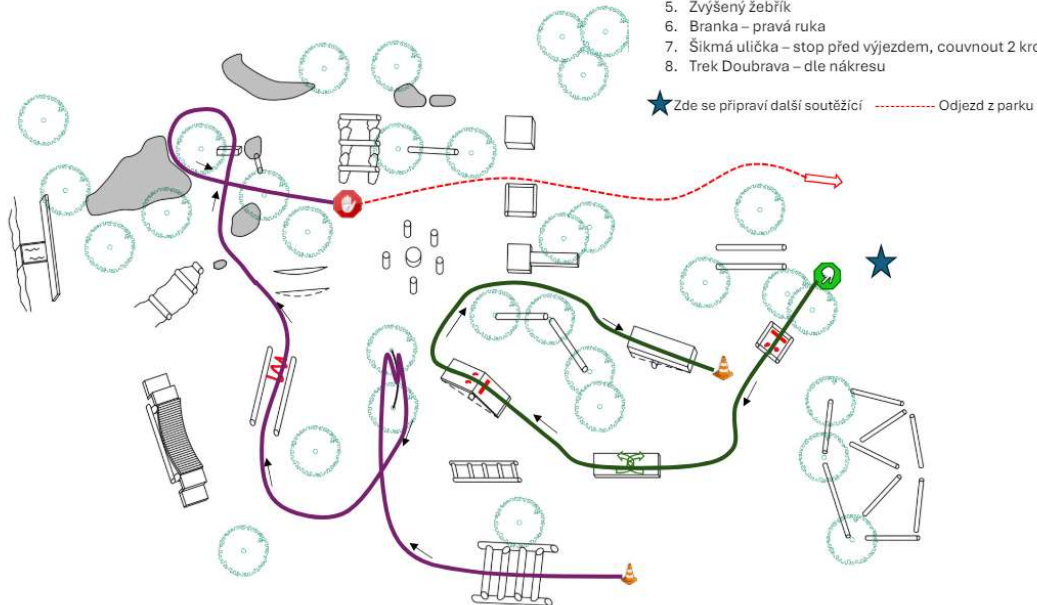 5. Zvýšený žebřík
6. Branka – pravá ruka
7. Šikmá ulička – stop před výjezdem, couvnout 2 kro
8. Trek Doubrava – dle nákresu
Zde se připraví další soutěžící Odjezd z parku